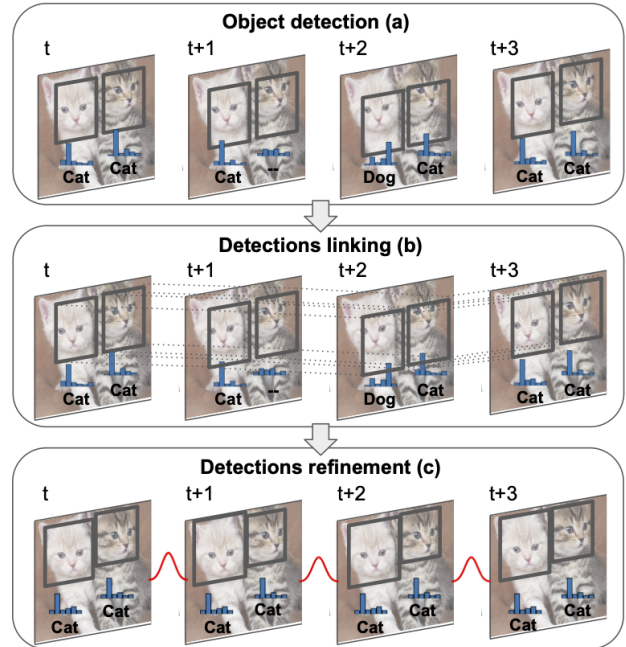 Object detection (a)
t t+1 t+2 t+3
Cat Cat Cat -- Dog Cat Cat Cat
Detections linking (b)
t t+1 t+2 t+3
Cat Cat Cat -- Dog Cat Cat Cat
Detections refinement (c)
t t+1 t+2 t+3
Cat Cat Cat Cat Cat Cat Cat Cat